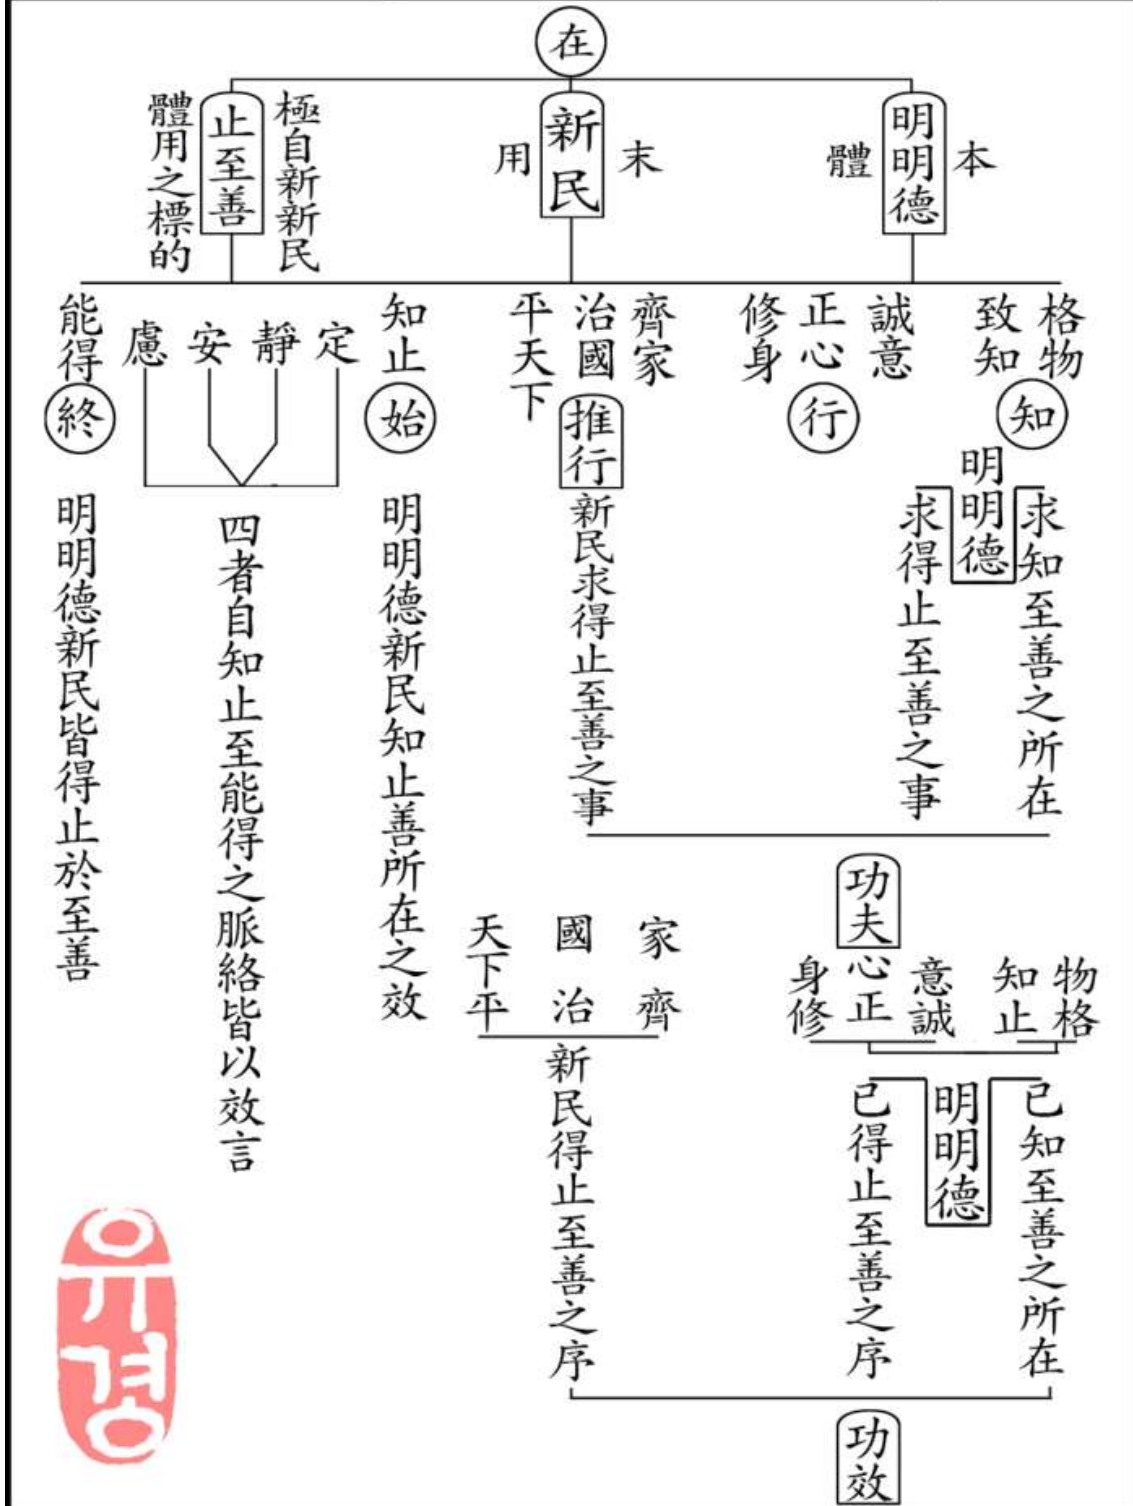 在
本
明明德
體
末
新民
用
極自新新民
止至善
體用之標的
格物
致知
知
誠意
正心
修身
行
齊家
治國
平天下
推行
知止
始
定
靜
安
慮
能得
終
求知至善之所在
明明德
求得止至善之事
新民求得止至善之事
明明德新民知止善所在之效
四者自知止至能得之脈絡皆以效言
明明德新民皆得止於至善
功夫
物格
知止
意誠
心正
身修
家齊
國治
天下平
已知至善之所在
明明德
已得止至善之序
新民得止至善之序
功效
유경